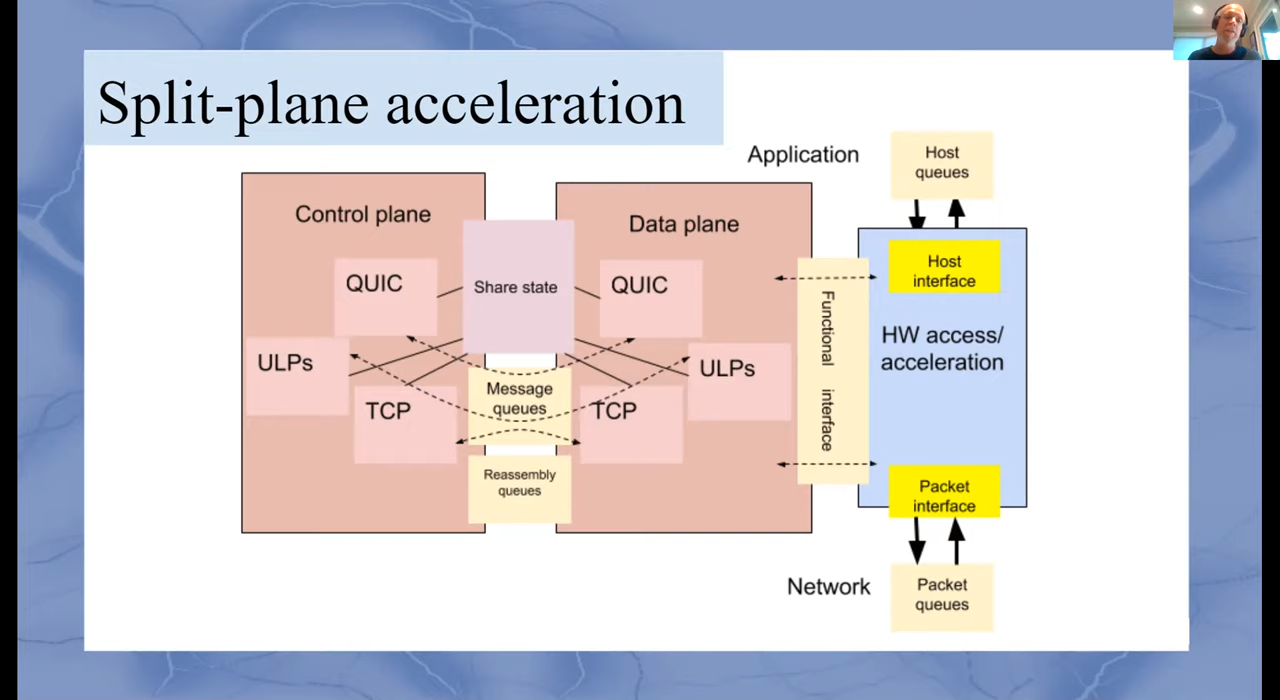 Split-plane acceleration
Application
Host
queues
Control plane
Data plane
Share state
QUIC
QUIC
ULPs
ULPs
TCP
TCP
Message
queues
Reassembly
queues
Functional interface
Host
interface
HW access/
acceleration
Packet
interface
Network
Packet
queues